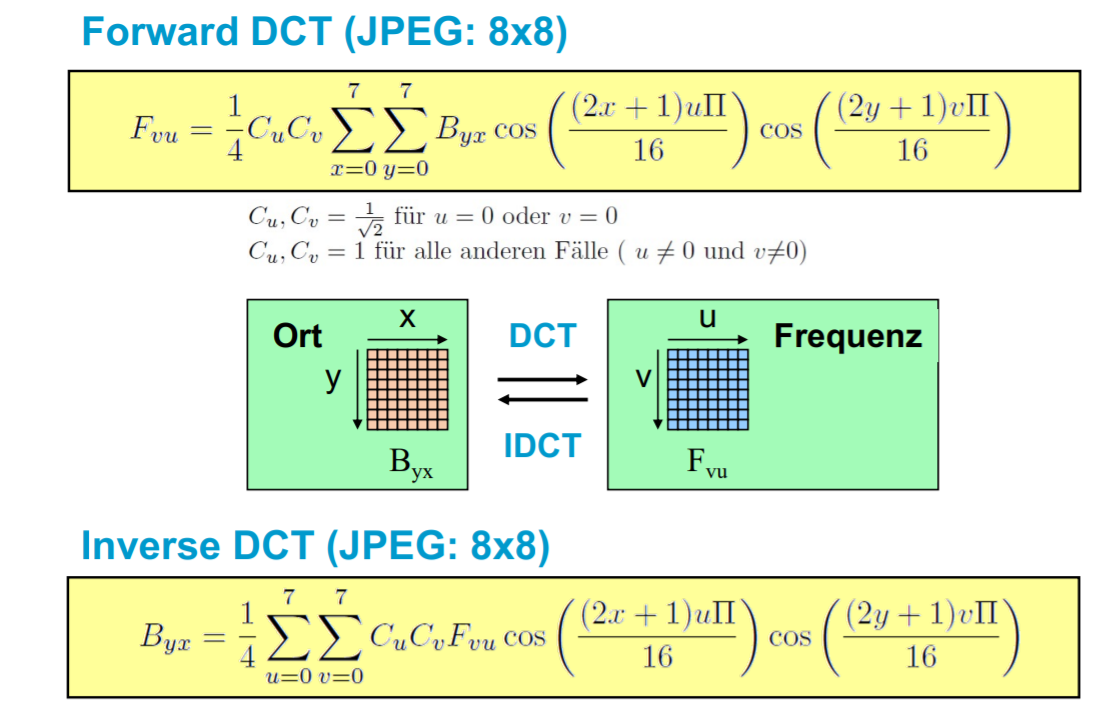 Forward DCT (JPEG: 8x8)
F_{vu} = \frac{1}{4} C_u C_v \sum_{x=0}^{7} \sum_{y=0}^{7} B_{yx} \cos\left(\frac{(2x+1)u\Pi}{16}\right) \cos\left(\frac{(2y+1)v\Pi}{16}\right)
C_u, C_v = \frac{1}{\sqrt{2}} für u = 0 oder v = 0
C_u, C_v = 1 für alle anderen Fälle ( u ≠ 0 und v≠0)
Ort
x
y
B_{yx}
DCT
IDCT
u
Frequenz
v
F_{vu}
Inverse DCT (JPEG: 8x8)
B_{yx} = \frac{1}{4} \sum_{u=0}^{7} \sum_{v=0}^{7} C_u C_v F_{vu} \cos\left(\frac{(2x+1)u\Pi}{16}\right) \cos\left(\frac{(2y+1)v\Pi}{16}\right)